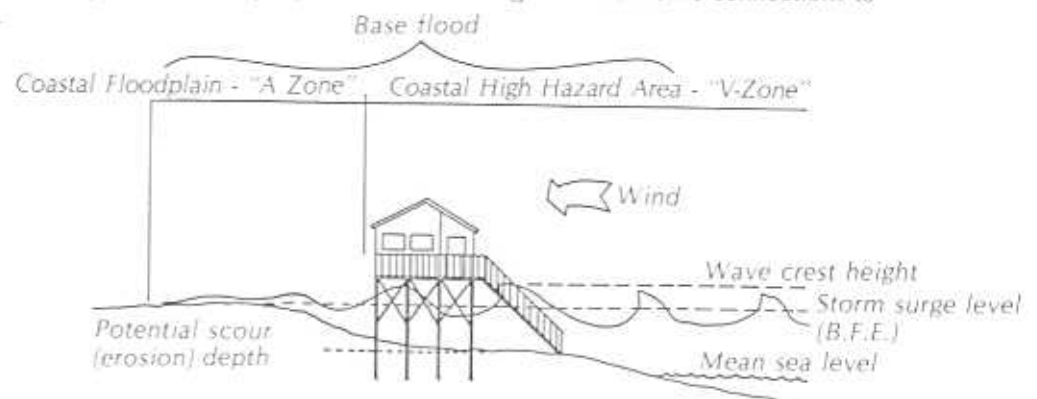 Base flood
Coastal Floodplain - "A Zone"
Coastal High Hazard Area - "V-Zone"
Wind
Wave crest height
Storm surge level
(B.F.E.)
Potential scour
(erosion) depth
Mean sea level